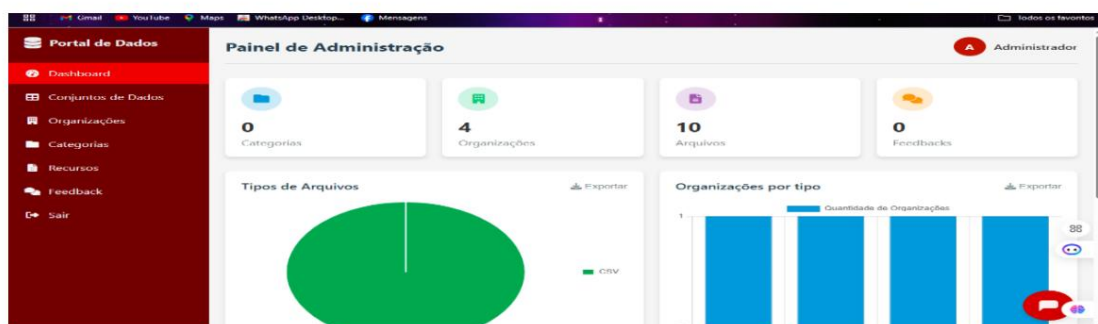 Gmail YouTube Maps WhatsApp Desktop... Mensagens Todos os favoritos
Portal de Dados
Dashboard
Conjuntos de Dados
Organizações
Categorias
Recursos
Feedback
Sair
Painel de Administração
A Administrador
0
Categorias
4
Organizações
10
Arquivos
0
Feedbacks
Tipos de Arquivos
Exportar
CSV
Organizações por tipo
Exportar
Quantidade de Organizações
1